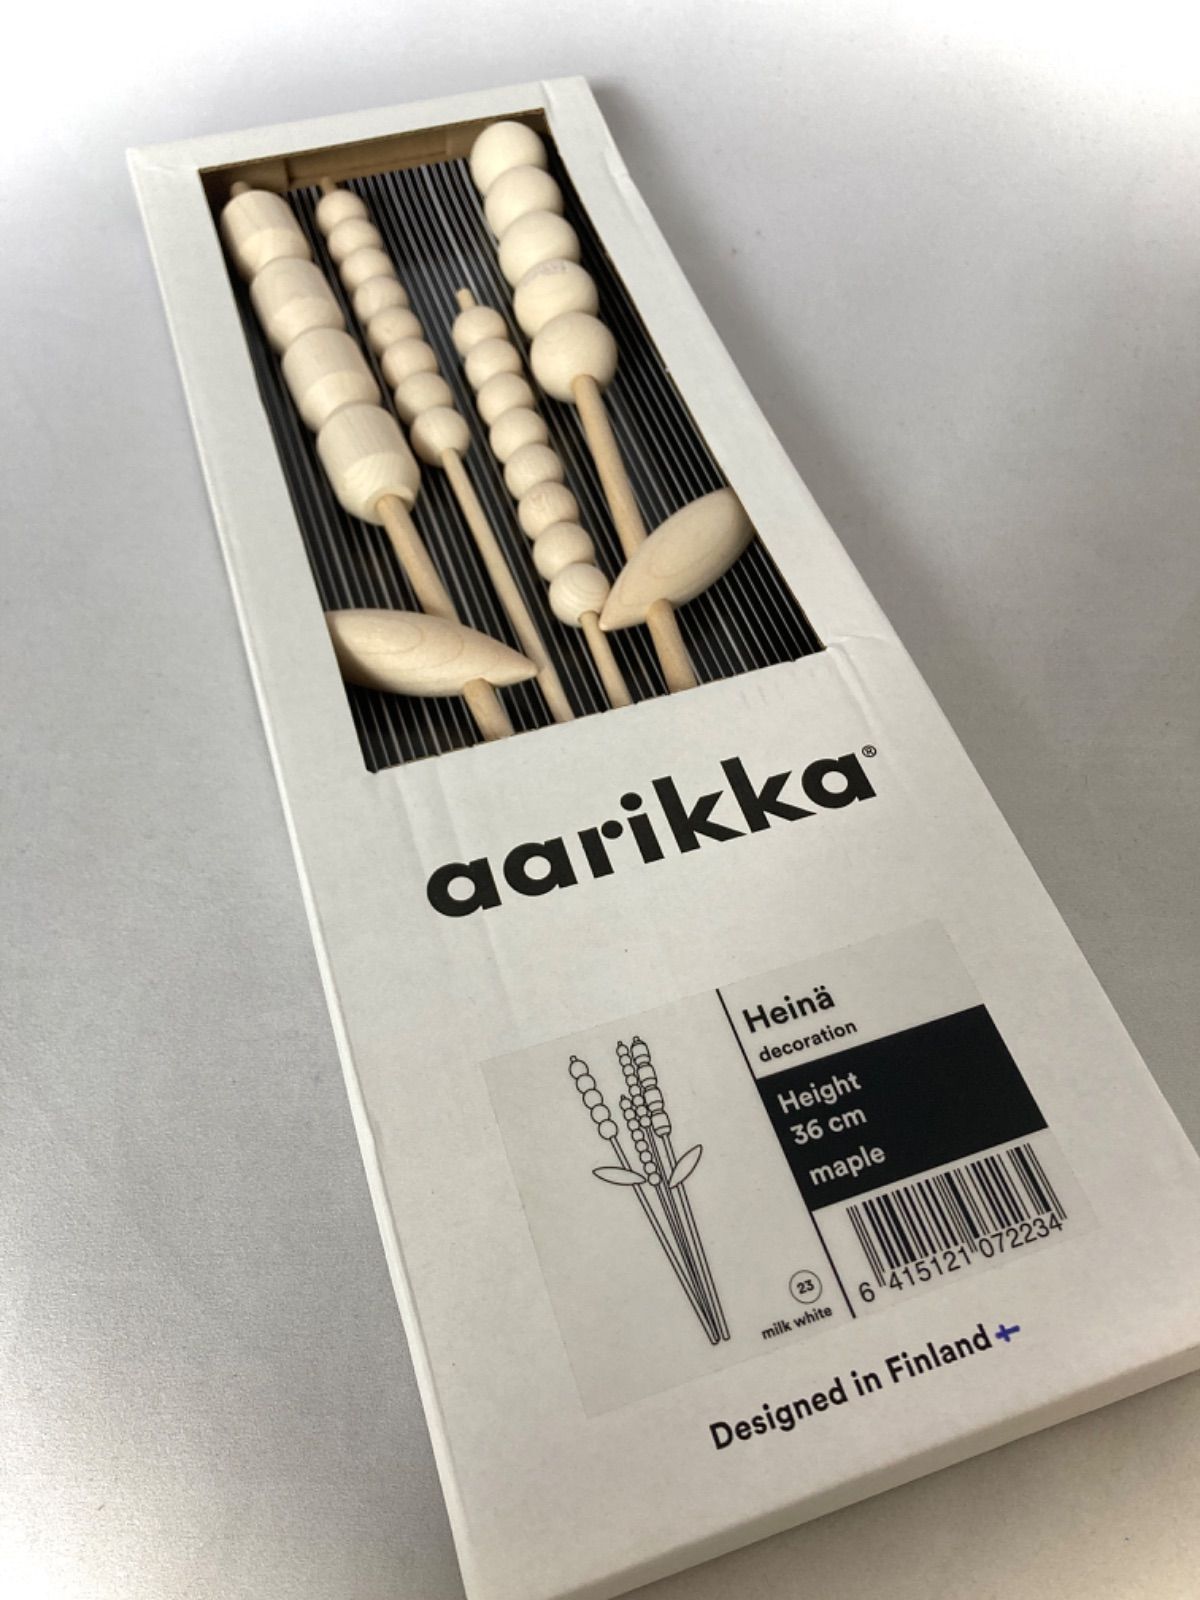 aarikka®
Heinä
decoration
Height
36 cm
maple
23
milk white
6 415121 072234
Designed in Finland